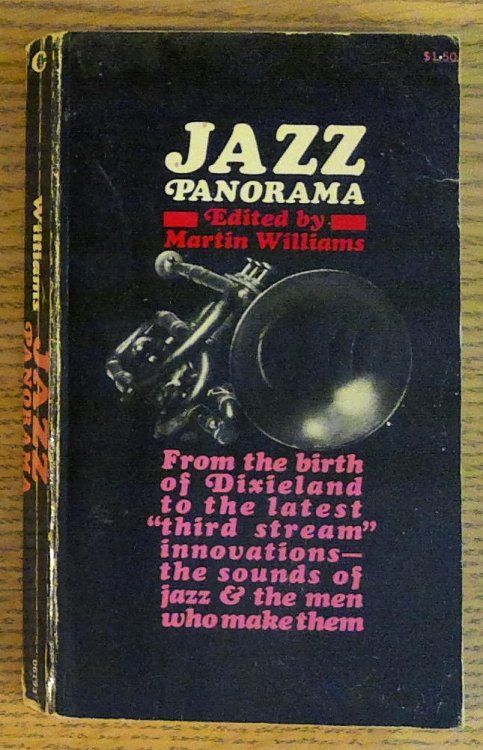 $1.50
JAZZ
PANORAMA
Edited by
Martin Williams
From the birth
of Dixieland
to the latest
“third stream”
innovations—
the sounds of
jazz & the men
who make them
Williams
JAZZ
PANORAMA